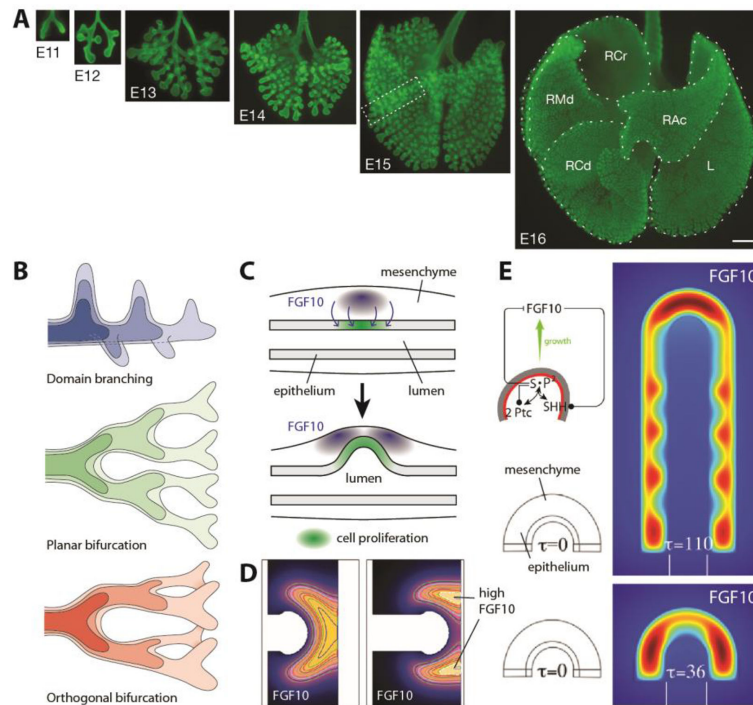 A
E11
E12
E13
E14
E15
E16
RCr
RMd
RAc
RCd
L
B
Domain branching
Planar bifurcation
Orthogonal bifurcation
C
mesenchyme
FGF10
epithelium
lumen
FGF10
lumen
cell proliferation
D
FGF10
FGF10
high
FGF10
E
FGF10
growth
S•P²
2 Ptc
SHH
mesenchyme
τ=0
epithelium
τ=0
FGF10
τ=110
FGF10
τ=36